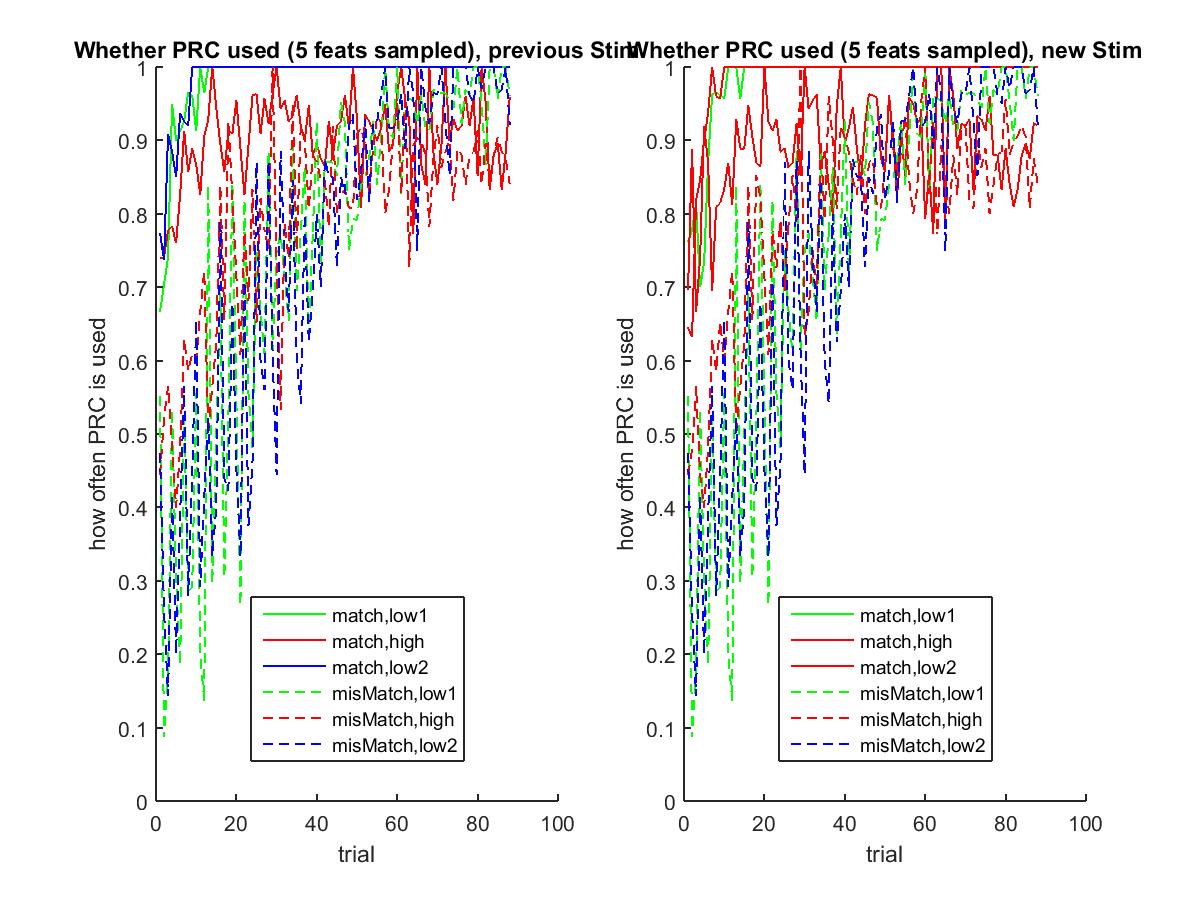 Whether PRC used (5 feats sampled), previous Stim
1
0.9
0.8
0.7
0.6
0.5
0.4
0.3
0.2
0.1
0
how often PRC is used
match,low1
match,high
match,low2
misMatch,low1
misMatch,high
misMatch,low2
0 20 40 60 80 100
trial
Whether PRC used (5 feats sampled), new Stim
1
0.9
0.8
0.7
0.6
0.5
0.4
0.3
0.2
0.1
0
how often PRC is used
match,low1
match,high
match,low2
misMatch,low1
misMatch,high
misMatch,low2
0 20 40 60 80 100
trial